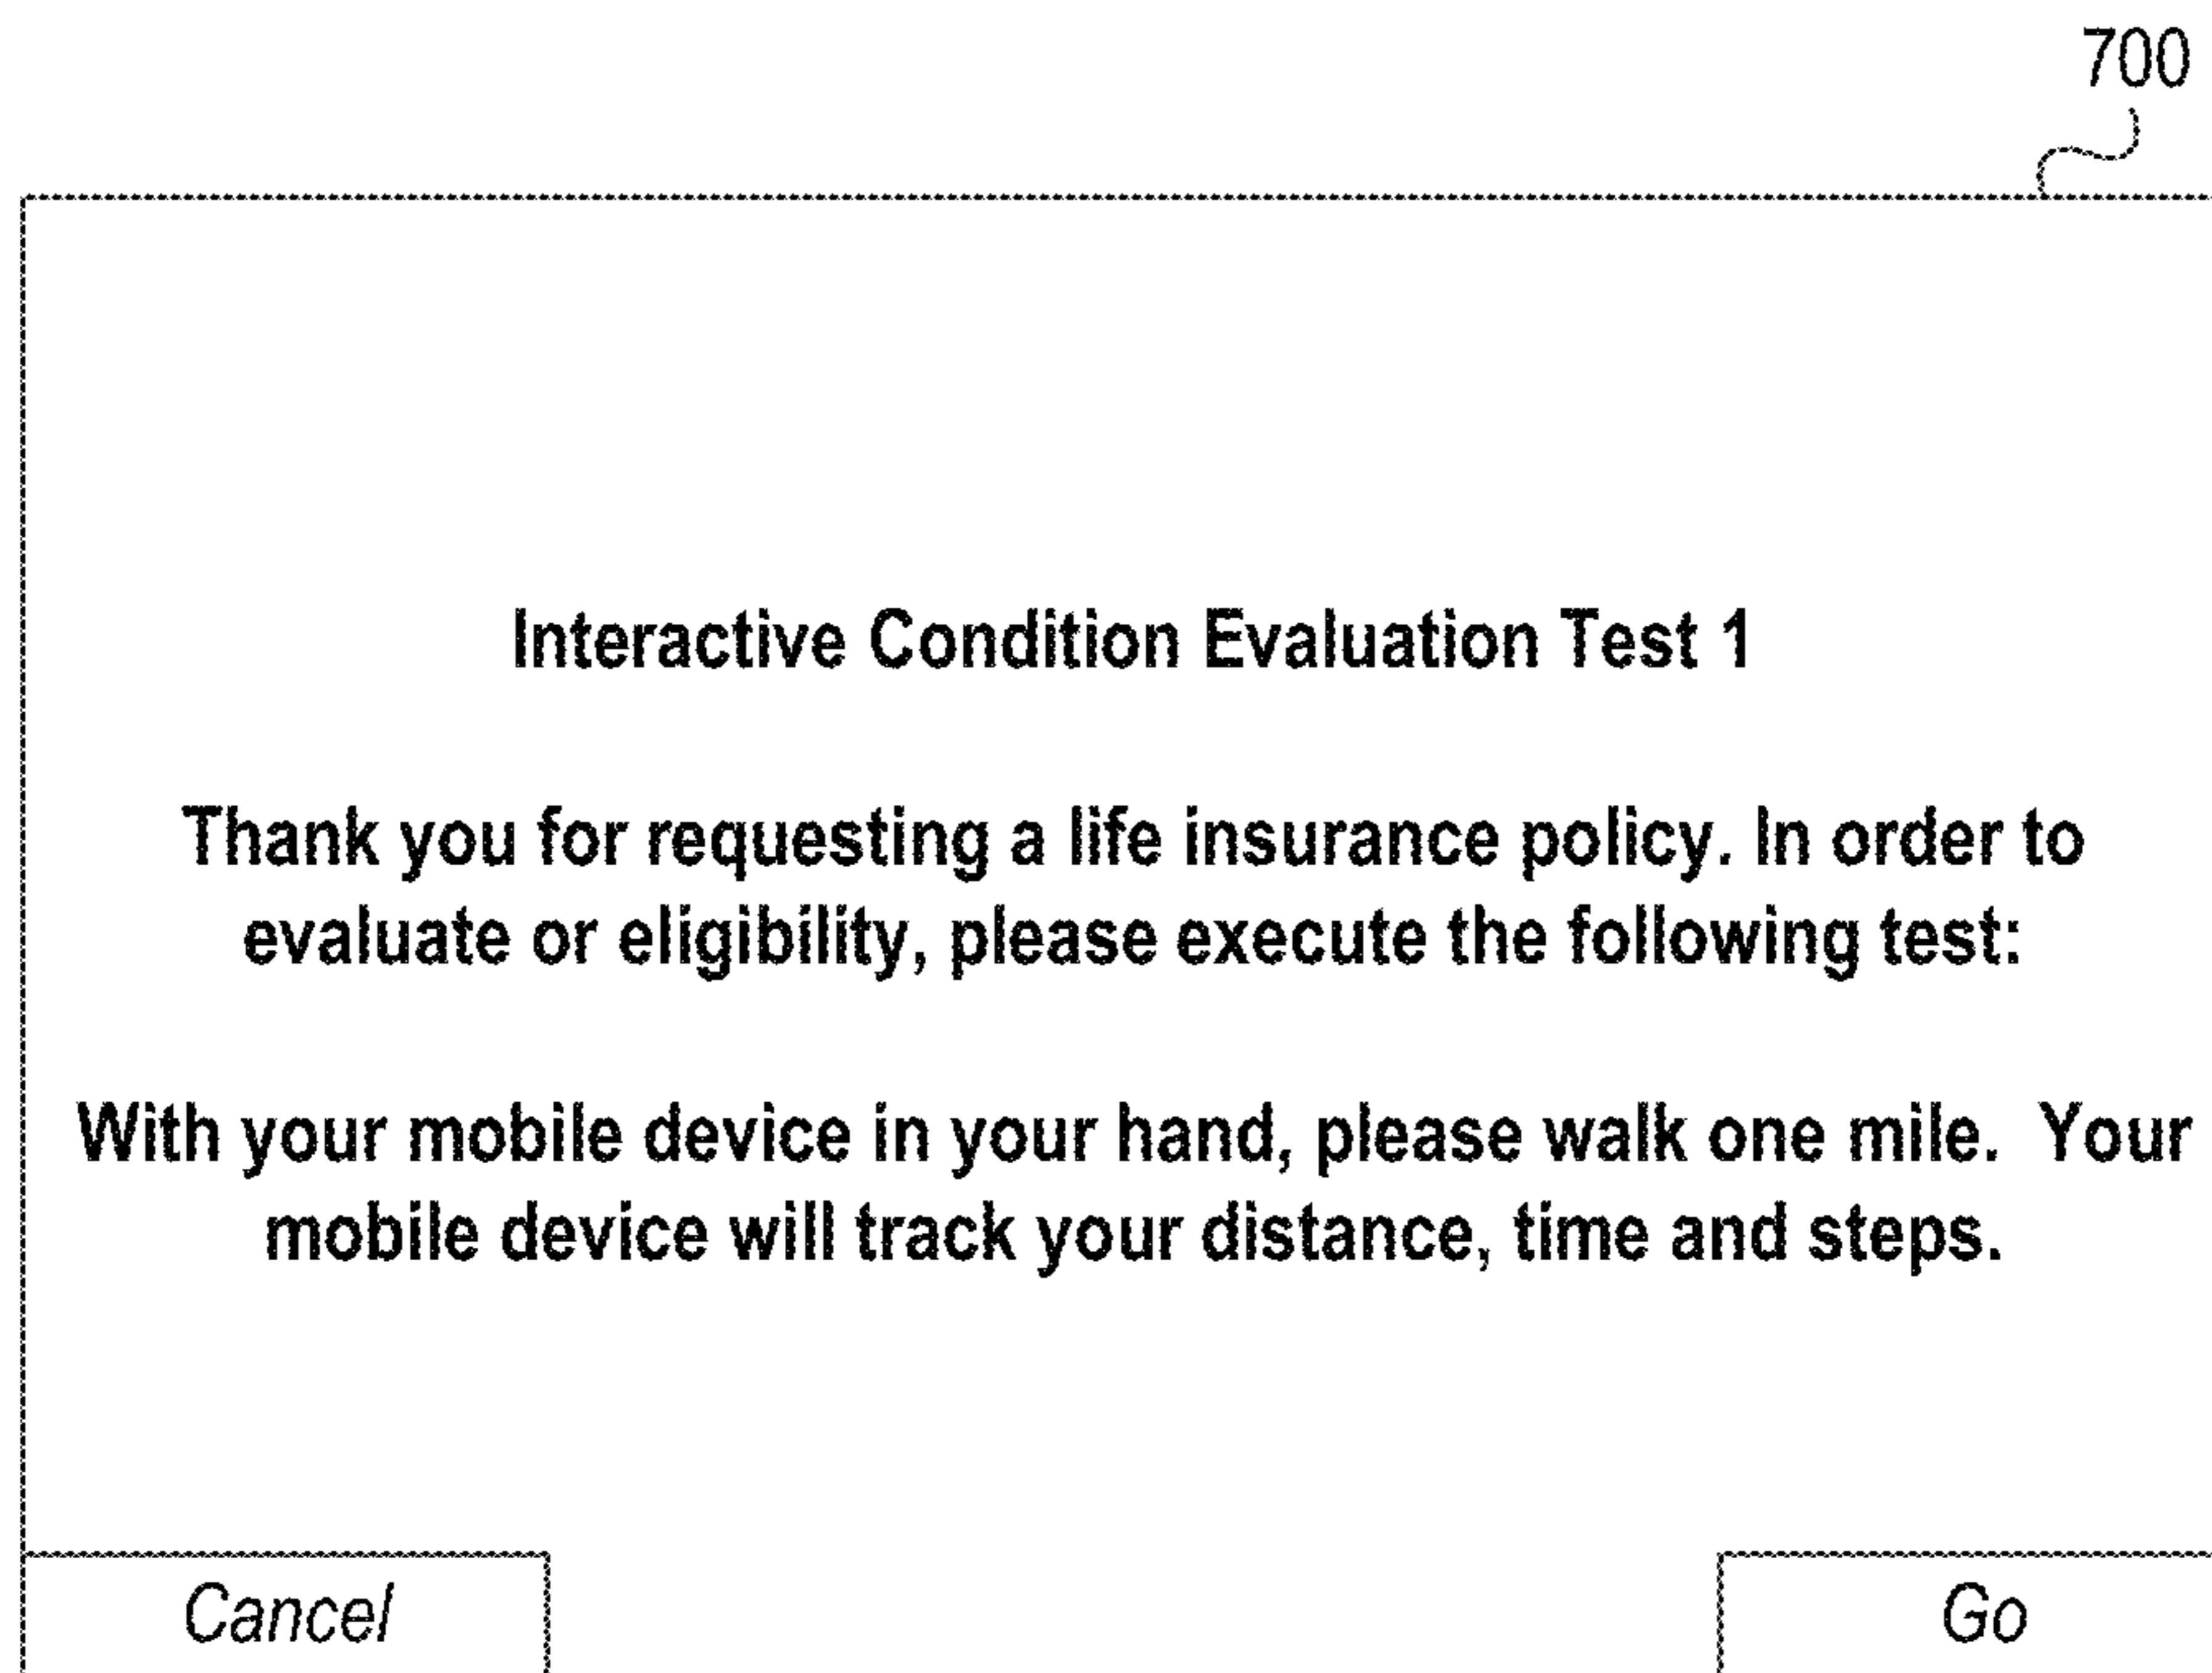 700
Interactive Condition Evaluation Test 1
Thank you for requesting a life insurance policy. In order to
evaluate or eligibility, please execute the following test:
With your mobile device in your hand, please walk one mile.  Your
mobile device will track your distance, time and steps.
Cancel
Go